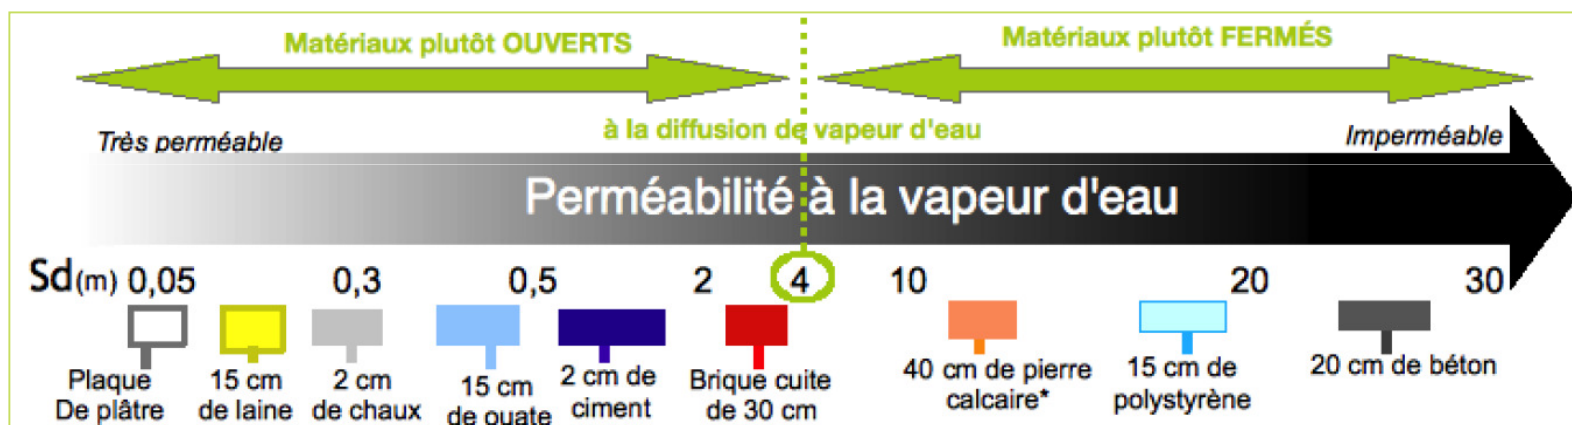 Matériaux plutôt OUVERTS
Matériaux plutôt FERMÉS
à la diffusion de vapeur d'eau
Très perméable
Imperméable
Perméabilité à la vapeur d'eau
Sd(m) 0,05 0,3 0,5 2 4 10 20 30
Plaque
De plâtre
15 cm
de laine
2 cm
de chaux
15 cm
de ouate
2 cm de
ciment
Brique cuite
de 30 cm
40 cm de pierre
calcaire*
15 cm de
polystyrène
20 cm de béton